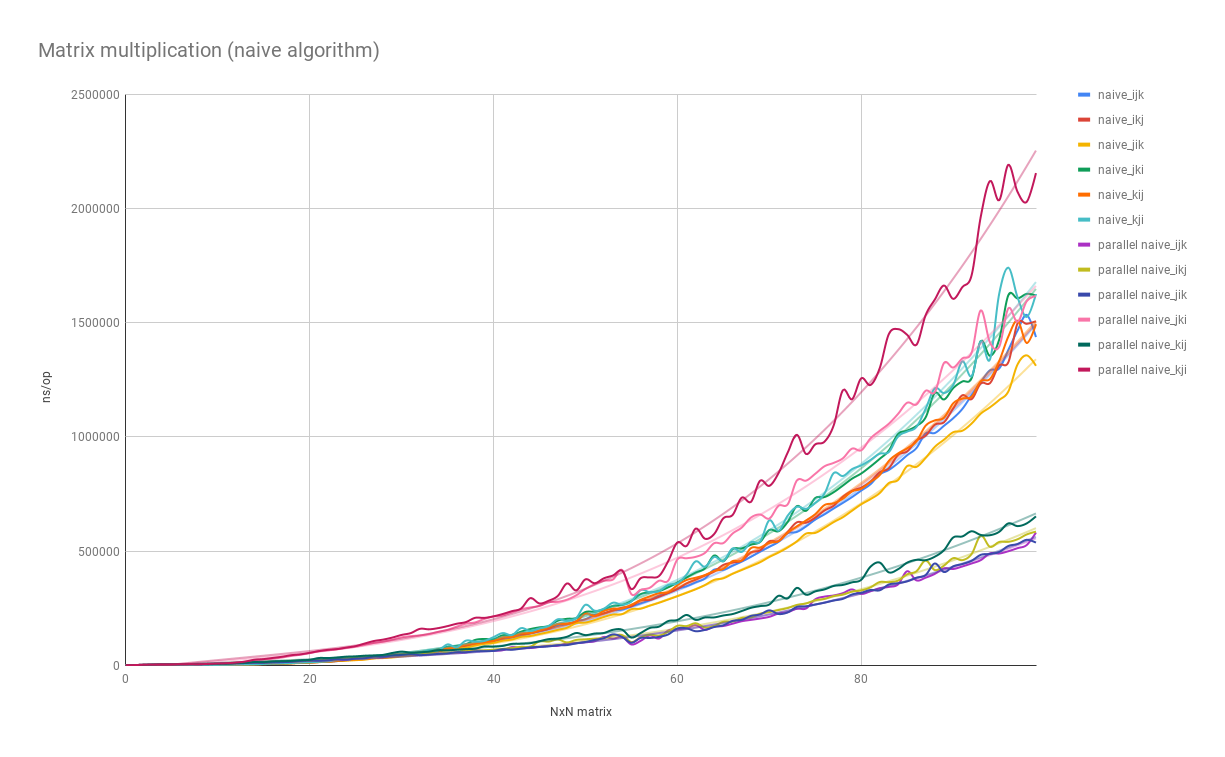 Matrix multiplication (naive algorithm)
2500000
2000000
1500000
1000000
500000
0
ns/op
0 20 40 60 80
NxN matrix
naive_ijk
naive_ikj
naive_jik
naive_jki
naive_kij
naive_kji
parallel naive_ijk
parallel naive_ikj
parallel naive_jik
parallel naive_jki
parallel naive_kij
parallel naive_kji